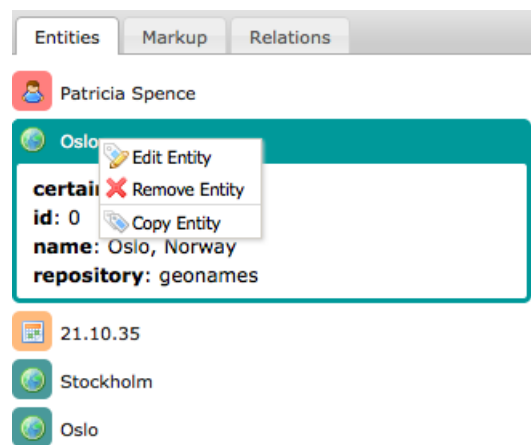 Entities Markup Relations
Patricia Spence
Oslo
Edit Entity
Remove Entity
Copy Entity
id: 0
name: Oslo, Norway
repository: geonames
21.10.35
Stockholm
Oslo